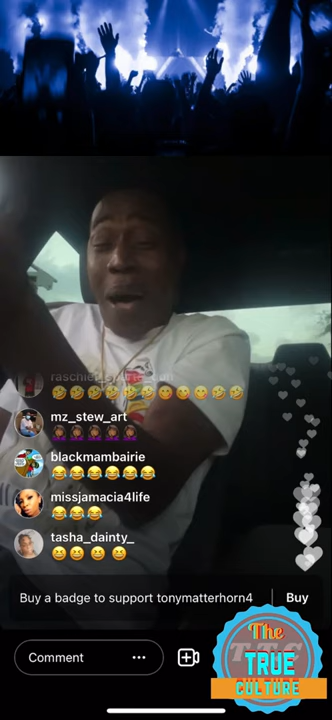 mz_stew_art
blackmambairie
missjamacia4life
tasha_dainty_
Buy a badge to support tonymatterhorn4
Buy
Comment
The
TRUE
CULTURE